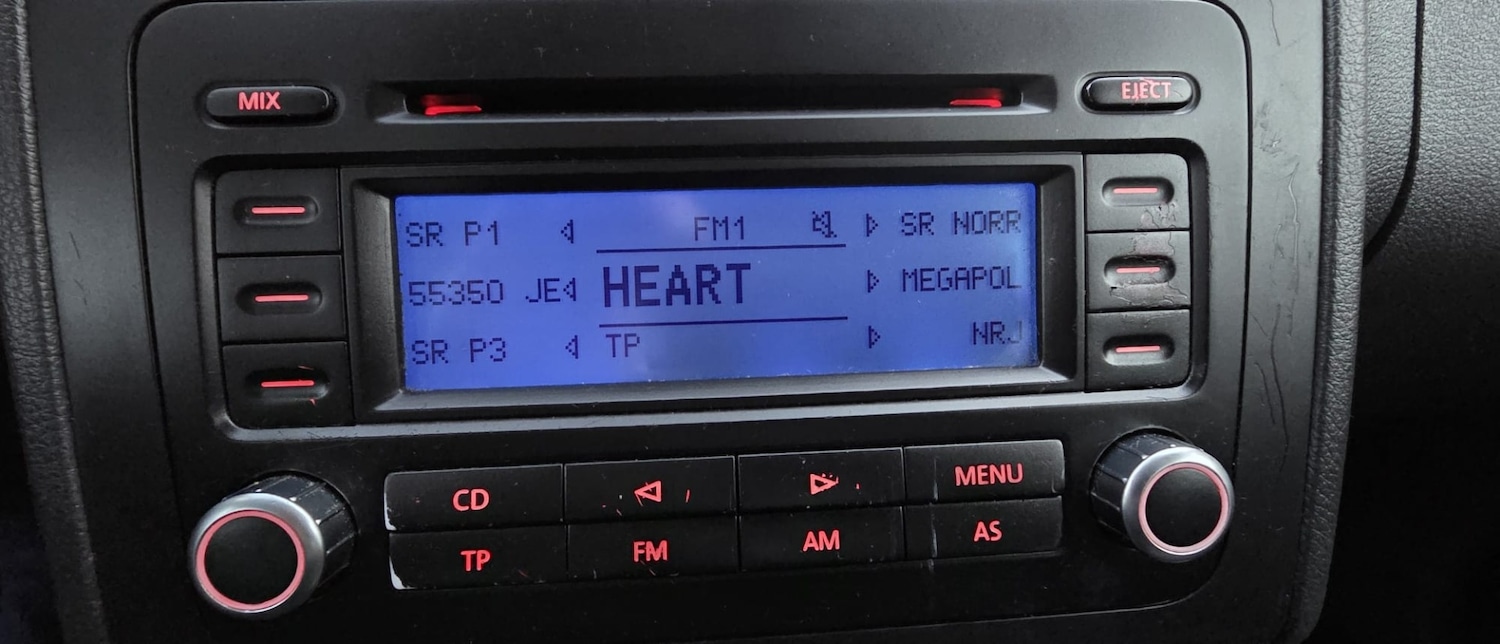 MIX
EJECT
SR P1 FM1 SR NORR
55350 JE HEART MEGAPOL
SR P3 TP NRJ
CD MENU
TP FM AM AS